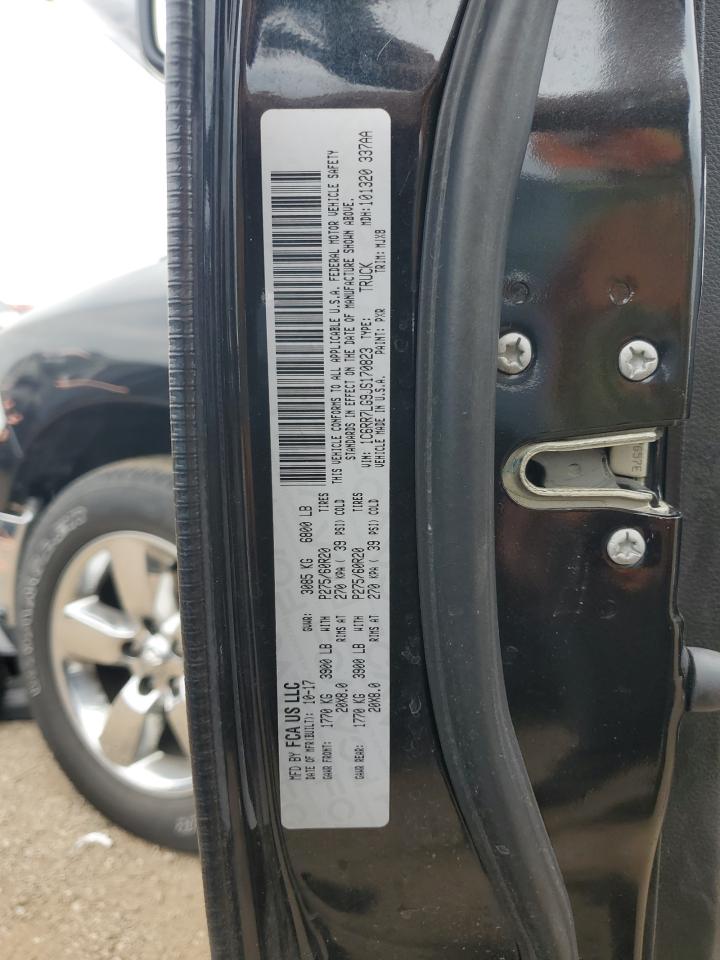 MFD BY FCA US LLC
DATE OF MFR(BUILT): 10-17 GVWR: 3085 KG 6800 LB
GAWR FRONT: 1770 KG 3900 LB WITH P275/60R20 TIRES
20X8.0 RIMS AT 270 KPA ( 39 PSI) COLD
GAWR REAR: 1770 KG 3900 LB WITH P275/60R20 TIRES
20X8.0 RIMS AT 270 KPA ( 39 PSI) COLD
THIS VEHICLE CONFORMS TO ALL APPLICABLE U.S.A. FEDERAL MOTOR VEHICLE SAFETY
STANDARDS IN EFFECT ON THE DATE OF MANUFACTURE SHOWN ABOVE.
VIN: 1C6RR7LG9JS170823 TYPE: TRUCK MDH:101320 337AA
VEHICLE MADE IN U.S.A. PAINT: PXR TRIM: MJXB